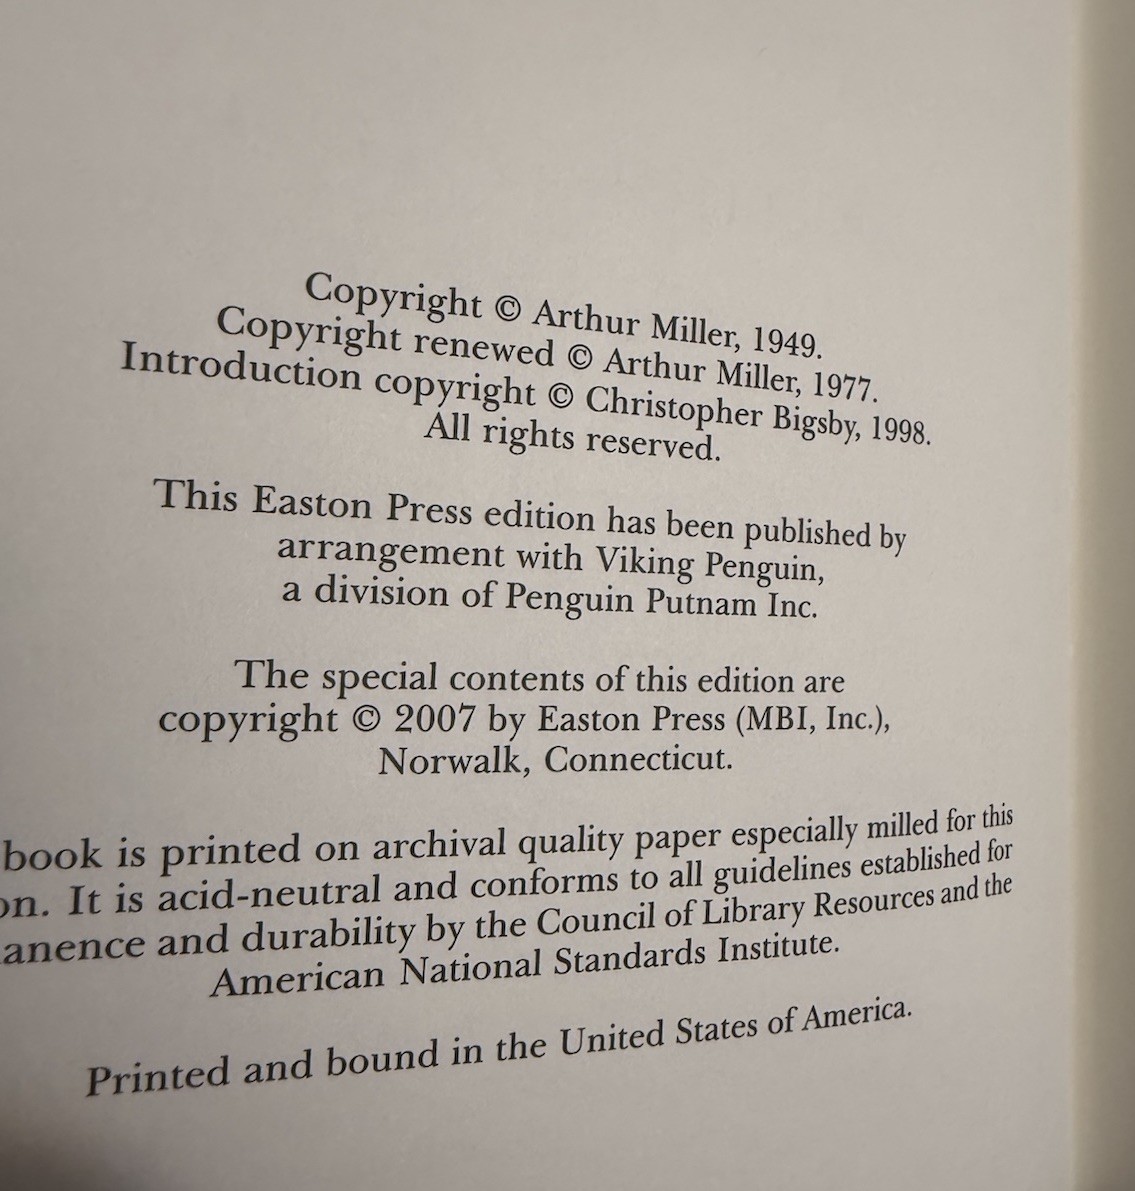 Copyright © Arthur Miller, 1949.
Copyright renewed © Arthur Miller, 1977.
Introduction copyright © Christopher Bigsby, 1998.
All rights reserved.
This Easton Press edition has been published by
arrangement with Viking Penguin,
a division of Penguin Putnam Inc.
The special contents of this edition are
copyright © 2007 by Easton Press (MBI, Inc.),
Norwalk, Connecticut.
book is printed on archival quality paper especially milled for this
on. It is acid-neutral and conforms to all guidelines established for
anence and durability by the Council of Library Resources and the
American National Standards Institute.
Printed and bound in the United States of America.